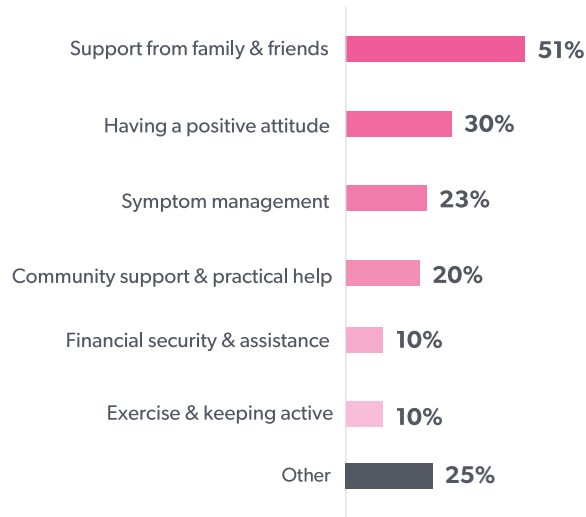 Support from family & friends 51%
Having a positive attitude 30%
Symptom management 23%
Community support & practical help 20%
Financial security & assistance 10%
Exercise & keeping active 10%
Other 25%